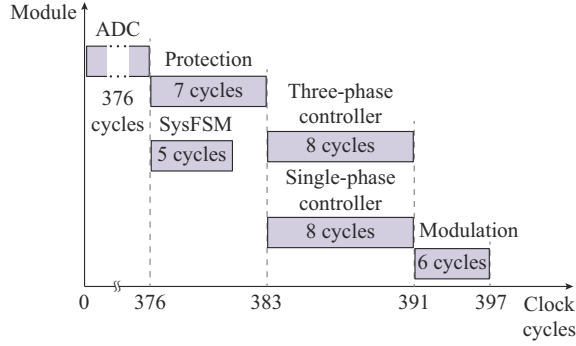 Module
ADC
376
cycles
Protection
7 cycles
SysFSM
5 cycles
Three-phase
controller
8 cycles
Single-phase
controller
8 cycles
Modulation
6 cycles
0
376
383
391
397
Clock
cycles